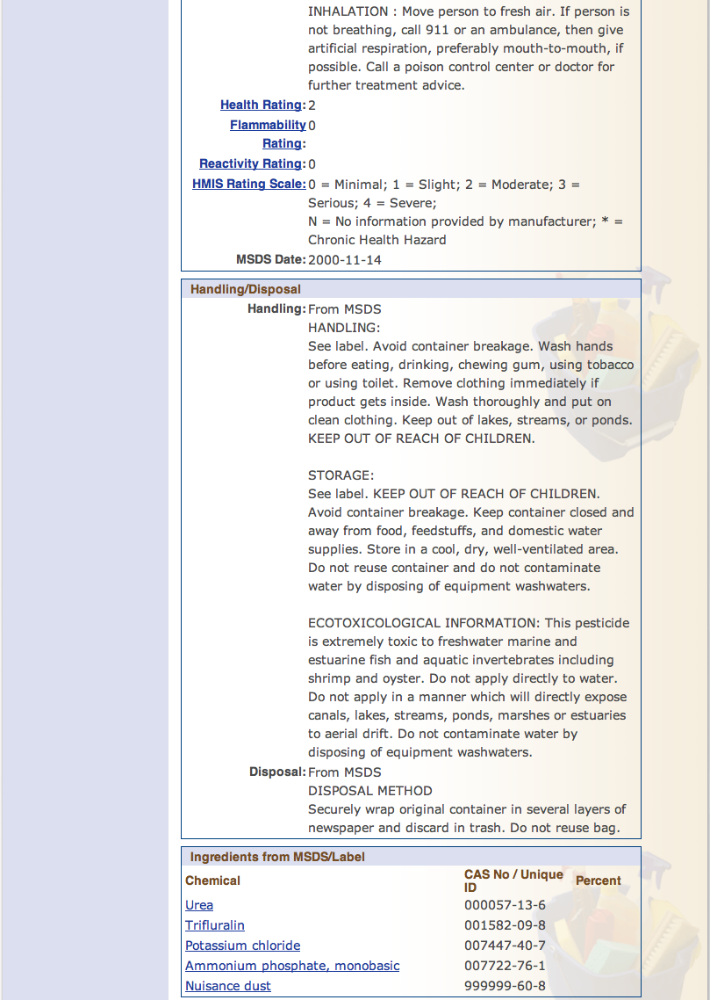 INHALATION : Move person to fresh air. If person is
not breathing, call 911 or an ambulance, then give
artificial respiration, preferably mouth-to-mouth, if
possible. Call a poison control center or doctor for
further treatment advice.
Health Rating: 2
Flammability 0
Rating:
Reactivity Rating: 0
HMIS Rating Scale: 0 = Minimal; 1 = Slight; 2 = Moderate; 3 =
Serious; 4 = Severe;
N = No information provided by manufacturer; * =
Chronic Health Hazard
MSDS Date: 2000-11-14
Handling/Disposal
Handling: From MSDS
HANDLING:
See label. Avoid container breakage. Wash hands
before eating, drinking, chewing gum, using tobacco
or using toilet. Remove clothing immediately if
product gets inside. Wash thoroughly and put on
clean clothing. Keep out of lakes, streams, or ponds.
KEEP OUT OF REACH OF CHILDREN.
STORAGE:
See label. KEEP OUT OF REACH OF CHILDREN.
Avoid container breakage. Keep container closed and
away from food, feedstuffs, and domestic water
supplies. Store in a cool, dry, well-ventilated area.
Do not reuse container and do not contaminate
water by disposing of equipment washwaters.
ECOTOXICOLOGICAL INFORMATION: This pesticide
is extremely toxic to freshwater marine and
estuarine fish and aquatic invertebrates including
shrimp and oyster. Do not apply directly to water.
Do not apply in a manner which will directly expose
canals, lakes, streams, ponds, marshes or estuaries
to aerial drift. Do not contaminate water by
disposing of equipment washwaters.
Disposal: From MSDS
DISPOSAL METHOD
Securely wrap original container in several layers of
newspaper and discard in trash. Do not reuse bag.
Ingredients from MSDS/Label
Chemical CAS No / Unique ID Percent
Urea 000057-13-6
Trifluralin 001582-09-8
Potassium chloride 007447-40-7
Ammonium phosphate, monobasic 007722-76-1
Nuisance dust 999999-60-8